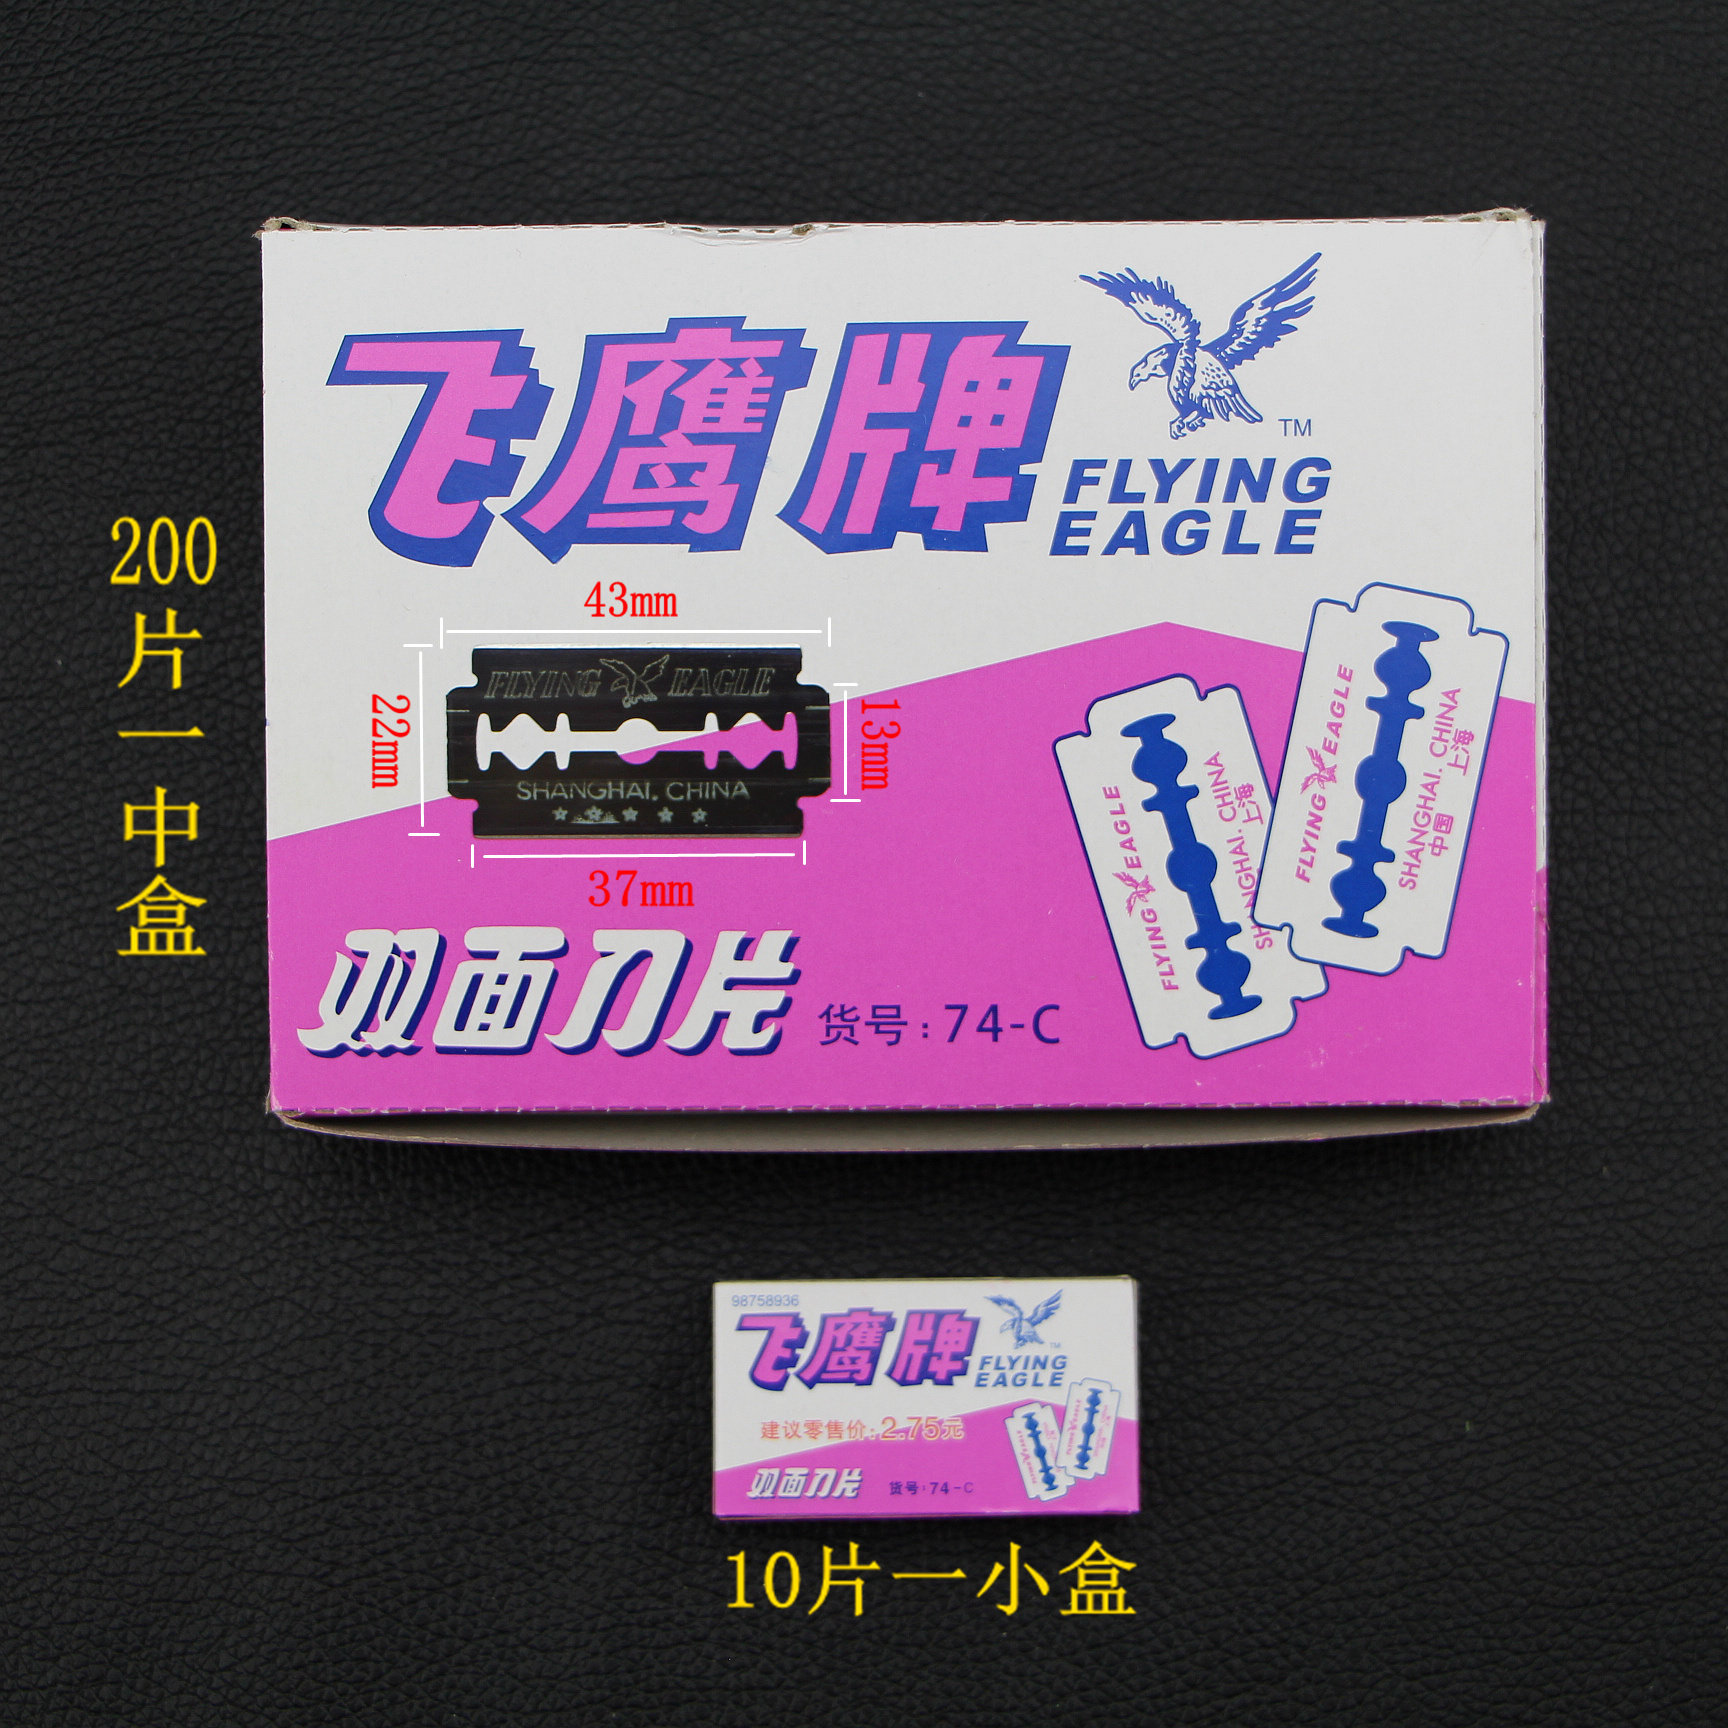 飞鹰牌
TM
FLYING
EAGLE
200
片
一
中
盒
43mm
22mm
13mm
37mm
FLYING EAGLE
SHANGHAI. CHINA
双面刀片
货号:74-C
FLYING EAGLE
SHANGHAI. CHINA
上海
FLYING EAGLE
SHANGHAI. CHINA
中国 上海
98758936
飞鹰牌
FLYING
EAGLE
建议零售价:2.75元
双面刀片
货号:74-C
10片一小盒